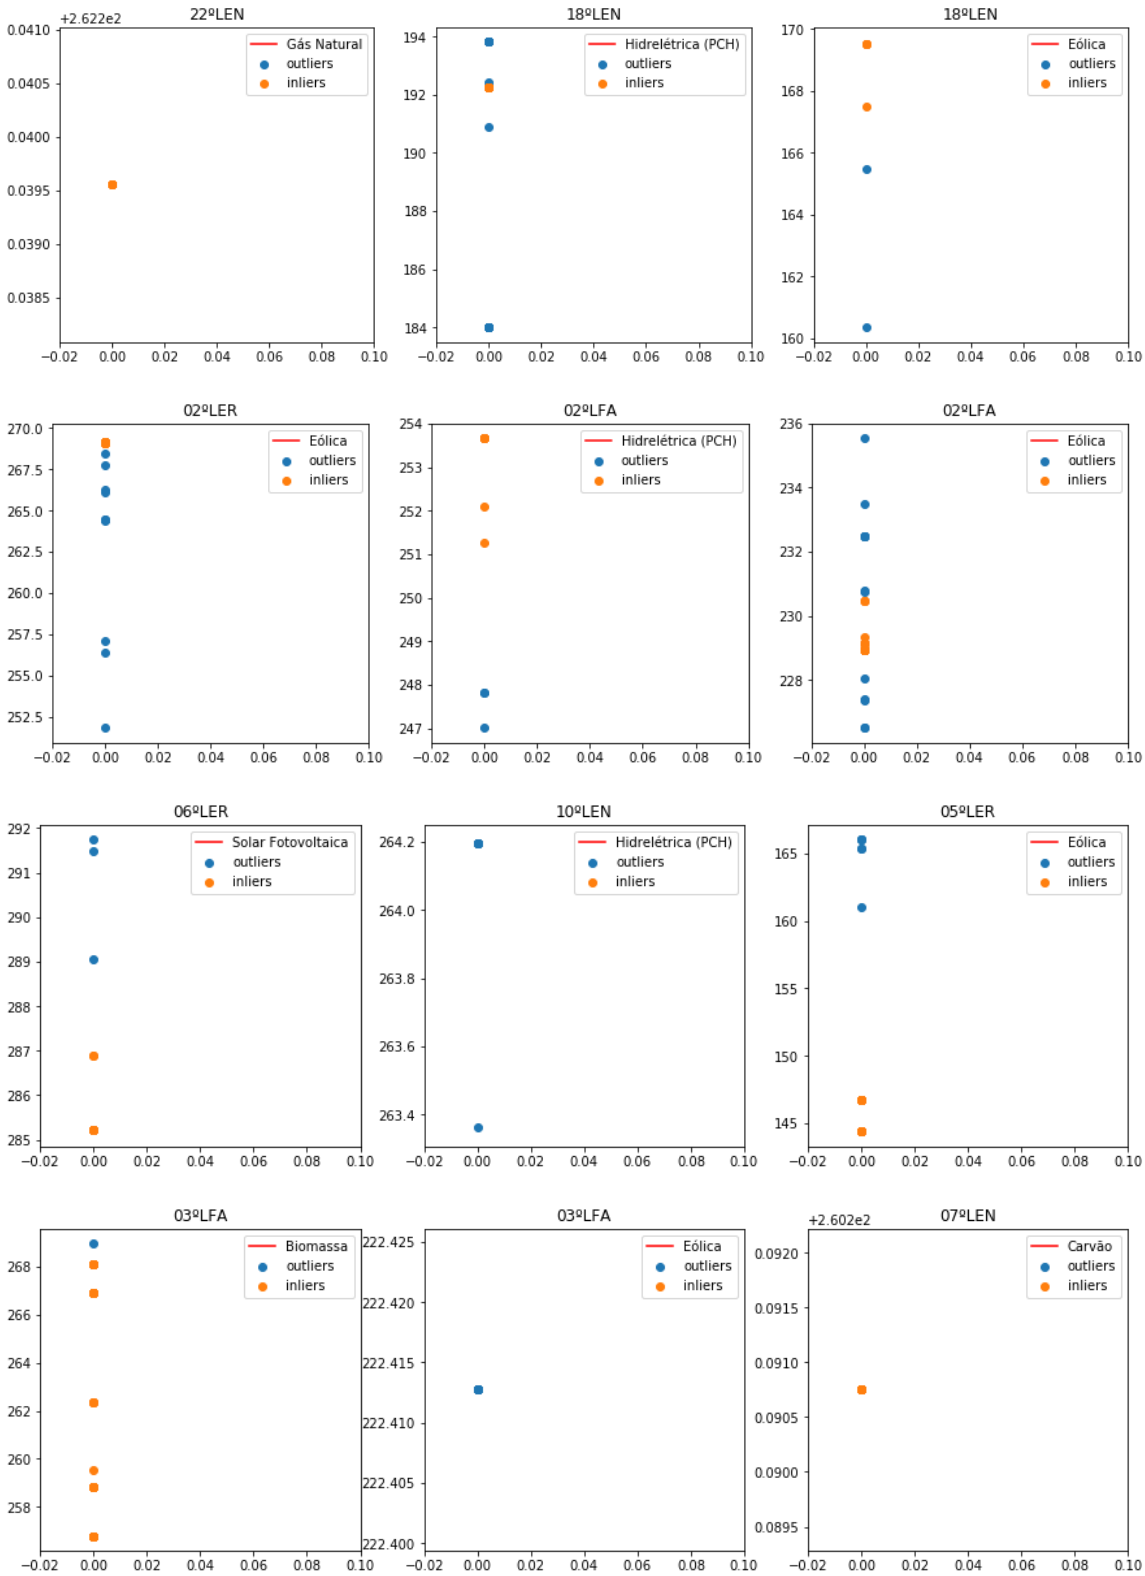 +2.622e2
22ºLEN
0.0410
0.0405
0.0400
0.0395
0.0390
0.0385
−0.02 0.00 0.02 0.04 0.06 0.08 0.10
Gás Natural
outliers
inliers
18ºLEN
194
192
190
188
186
184
−0.02 0.00 0.02 0.04 0.06 0.08 0.10
Hidrelétrica (PCH)
outliers
inliers
18ºLEN
170
168
166
164
162
160
−0.02 0.00 0.02 0.04 0.06 0.08 0.10
Eólica
outliers
inliers
02ºLER
270.0
267.5
265.0
262.5
260.0
257.5
255.0
252.5
−0.02 0.00 0.02 0.04 0.06 0.08 0.10
Eólica
outliers
inliers
02ºLFA
254
253
252
251
250
249
248
247
−0.02 0.00 0.02 0.04 0.06 0.08 0.10
Hidrelétrica (PCH)
outliers
inliers
02ºLFA
236
234
232
230
228
−0.02 0.00 0.02 0.04 0.06 0.08 0.10
Eólica
outliers
inliers
06ºLER
292
291
290
289
288
287
286
285
−0.02 0.00 0.02 0.04 0.06 0.08 0.10
Solar Fotovoltaica
outliers
inliers
10ºLEN
264.2
264.0
263.8
263.6
263.4
−0.02 0.00 0.02 0.04 0.06 0.08 0.10
Hidrelétrica (PCH)
outliers
inliers
05ºLER
165
160
155
150
145
−0.02 0.00 0.02 0.04 0.06 0.08 0.10
Eólica
outliers
inliers
03ºLFA
268
266
264
262
260
258
−0.02 0.00 0.02 0.04 0.06 0.08 0.10
Biomassa
outliers
inliers
03ºLFA
222.425
222.420
222.415
222.410
222.405
222.400
−0.02 0.00 0.02 0.04 0.06 0.08 0.10
Eólica
outliers
inliers
+2.602e2
07ºLEN
0.0920
0.0915
0.0910
0.0905
0.0900
0.0895
−0.02 0.00 0.02 0.04 0.06 0.08 0.10
Carvão
outliers
inliers